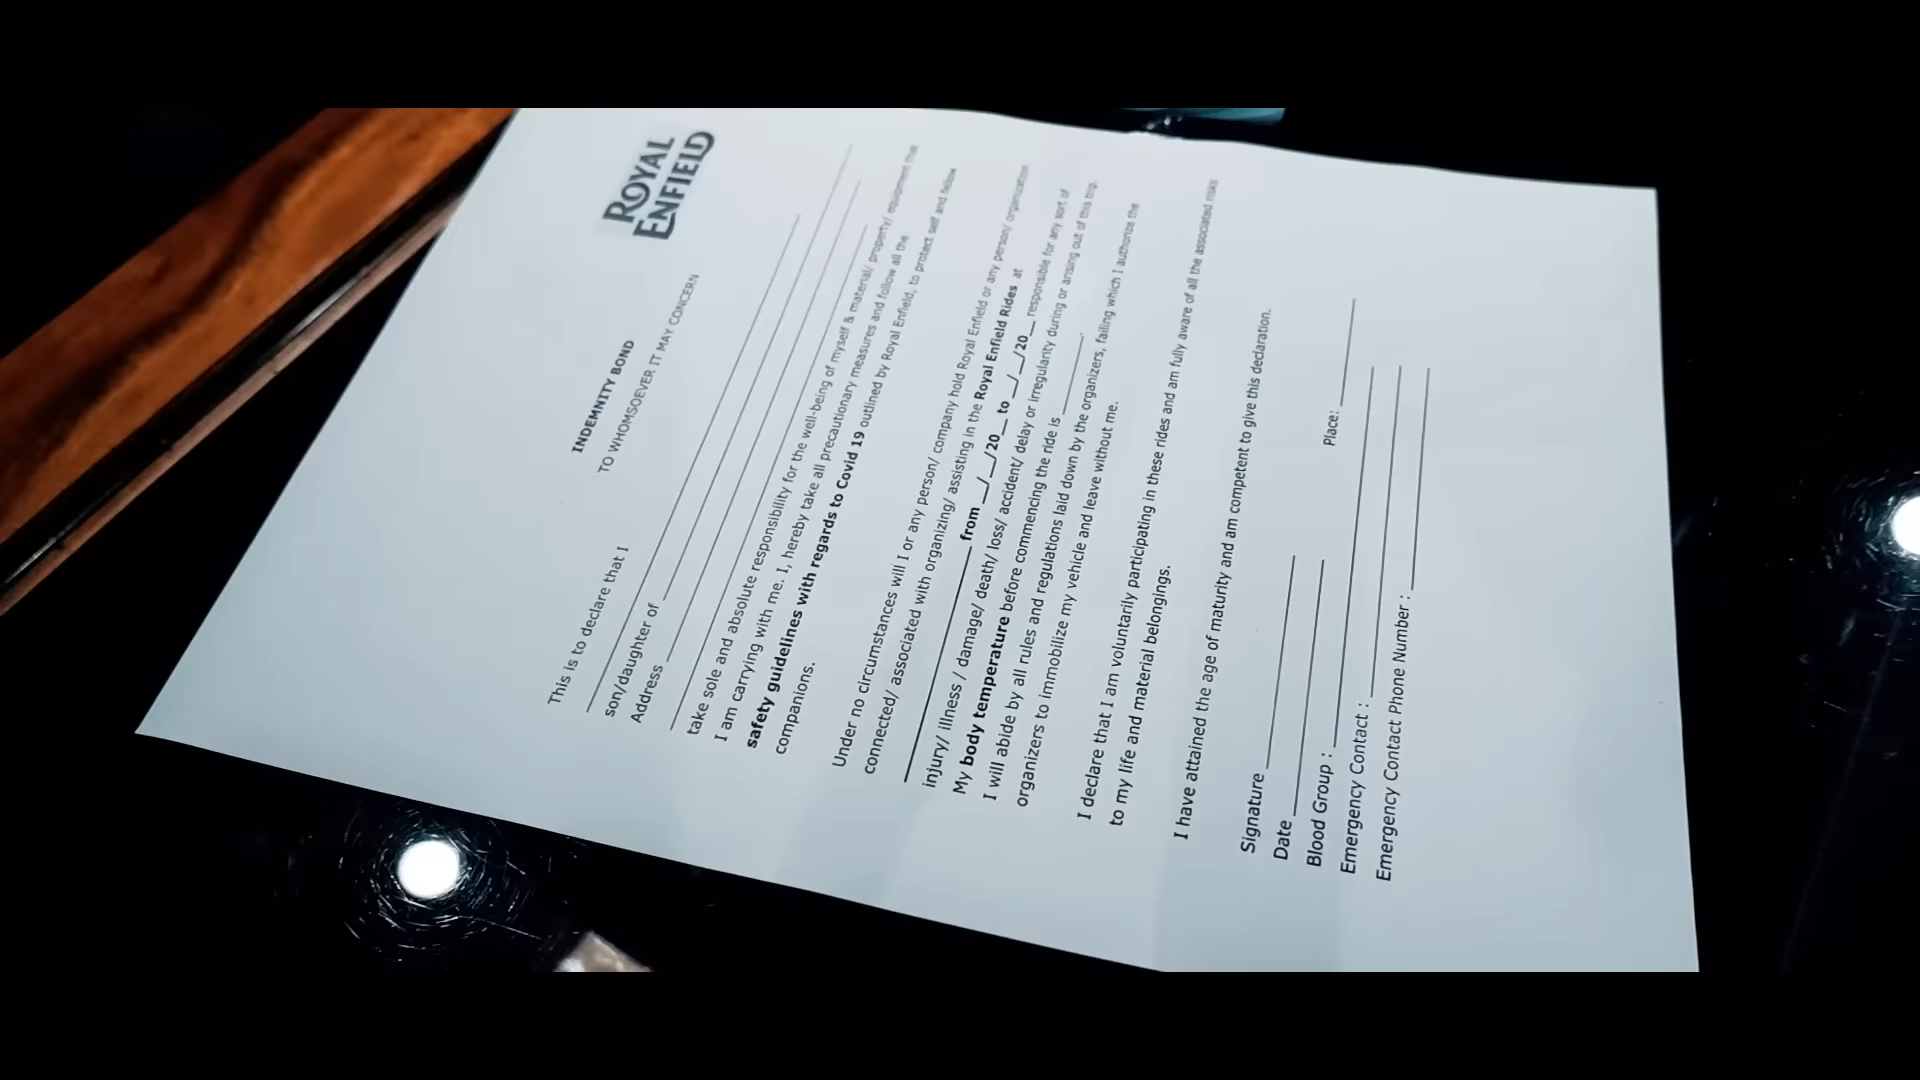 ROYAL
ENFIELD
INDEMNITY BOND
TO WHOMSOEVER IT MAY CONCERN
This is to declare that I
son/daughter of
Address
take sole and absolute responsibility for the well-being of myself & material/ property/ equipment that
I am carrying with me. I, hereby take all precautionary measures and follow all the
safety guidelines with regards to Covid 19 outlined by Royal Enfield, to protect self and fellow
companions.
Under no circumstances will I or any person/ company hold Royal Enfield or any person/ organization
connected/ associated with organizing/ assisting in the Royal Enfield Rides at
____ from __/__/20__ to __/__/20__ responsible for any sort of
injury/ illness / damage/ death/ loss/ accident/ delay or irregularity during or arising out of this trip.
My body temperature before commencing the ride is ____.
I will abide by all rules and regulations laid down by the organizers, failing which I authorize the
organizers to immobilize my vehicle and leave without me.
I declare that I am voluntarily participating in these rides and am fully aware of all the associated risks
to my life and material belongings.
I have attained the age of maturity and am competent to give this declaration.
Signature
Date
Place:
Blood Group :
Emergency Contact :
Emergency Contact Phone Number :